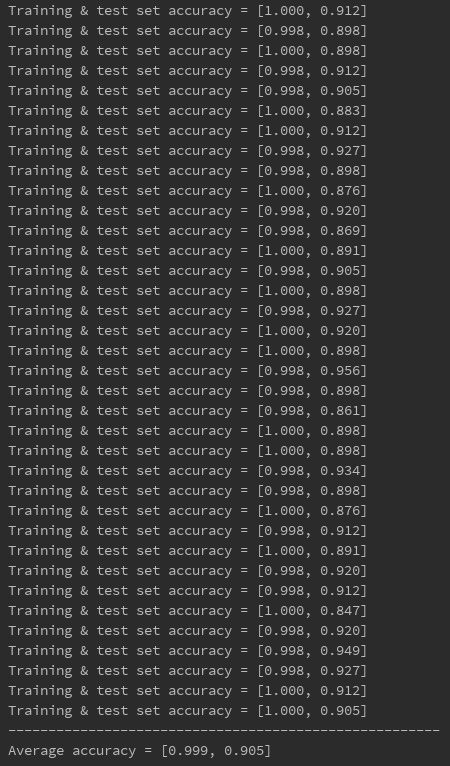 Training & test set accuracy = [1.000, 0.912]
Training & test set accuracy = [0.998, 0.898]
Training & test set accuracy = [1.000, 0.898]
Training & test set accuracy = [0.998, 0.912]
Training & test set accuracy = [0.998, 0.905]
Training & test set accuracy = [1.000, 0.883]
Training & test set accuracy = [1.000, 0.912]
Training & test set accuracy = [0.998, 0.927]
Training & test set accuracy = [0.998, 0.898]
Training & test set accuracy = [1.000, 0.876]
Training & test set accuracy = [0.998, 0.920]
Training & test set accuracy = [0.998, 0.869]
Training & test set accuracy = [1.000, 0.891]
Training & test set accuracy = [0.998, 0.905]
Training & test set accuracy = [1.000, 0.898]
Training & test set accuracy = [0.998, 0.927]
Training & test set accuracy = [1.000, 0.920]
Training & test set accuracy = [1.000, 0.898]
Training & test set accuracy = [0.998, 0.956]
Training & test set accuracy = [0.998, 0.898]
Training & test set accuracy = [0.998, 0.861]
Training & test set accuracy = [1.000, 0.898]
Training & test set accuracy = [1.000, 0.898]
Training & test set accuracy = [0.998, 0.934]
Training & test set accuracy = [0.998, 0.898]
Training & test set accuracy = [1.000, 0.876]
Training & test set accuracy = [0.998, 0.912]
Training & test set accuracy = [1.000, 0.891]
Training & test set accuracy = [0.998, 0.920]
Training & test set accuracy = [0.998, 0.912]
Training & test set accuracy = [1.000, 0.847]
Training & test set accuracy = [0.998, 0.920]
Training & test set accuracy = [0.998, 0.949]
Training & test set accuracy = [0.998, 0.927]
Training & test set accuracy = [1.000, 0.912]
Training & test set accuracy = [1.000, 0.905]
------------------------------------------------------
Average accuracy = [0.999, 0.905]